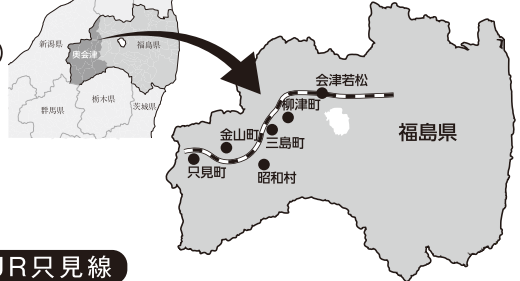 新潟県
奥会津
福島県
群馬県
栃木県
茨城県
会津若松
柳津町
金山町
三島町
福島県
只見町
昭和村
JR只見線